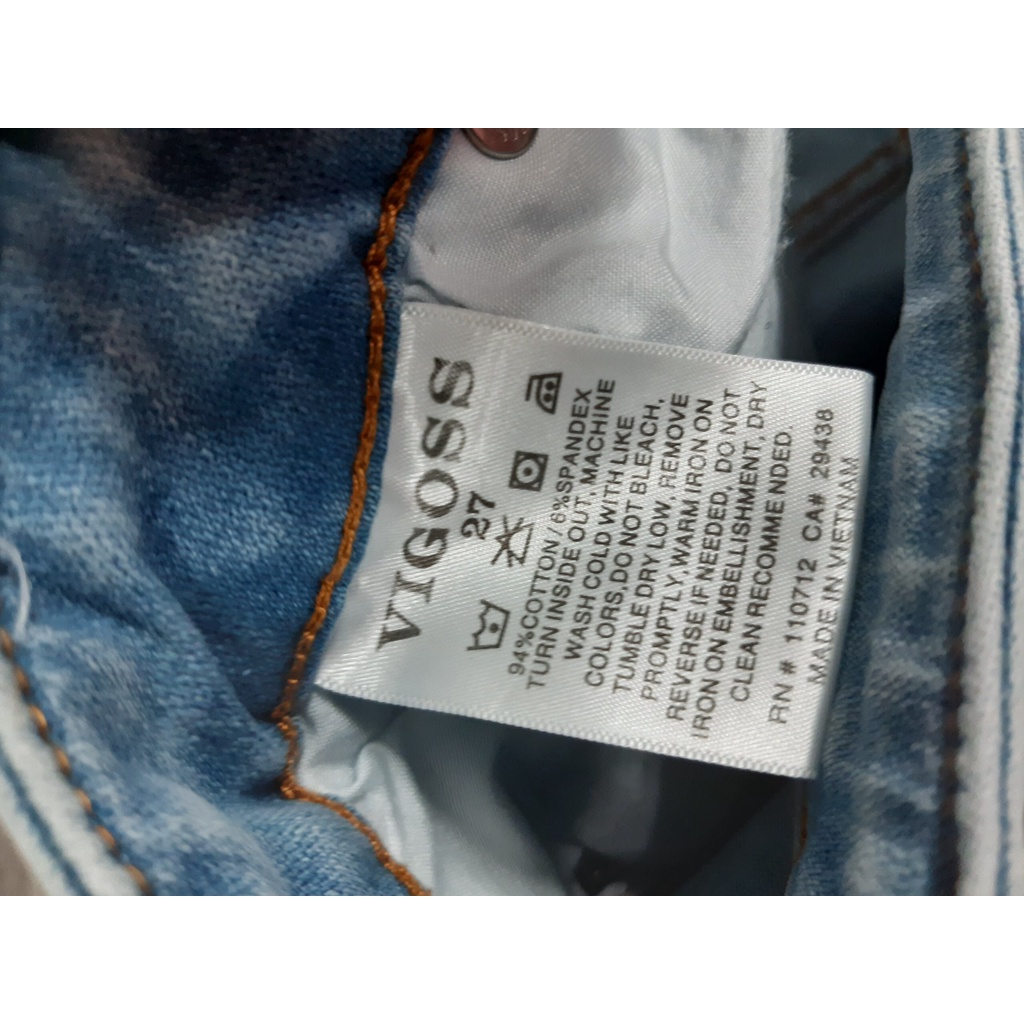 VIGOSS
27
94%COTTON/6%SPANDEX
TURN INSIDE OUT, MACHINE
WASH COLD WITH LIKE
COLORS,DO NOT BLEACH,
TUMBLE DRY LOW, REMOVE
PROMPTLY, WARM IRON ON
REVERSE IF NEEDED, DO NOT
IRON ON EMBELLISHMENT, DRY
CLEAN RECOMMENDED.
RN # 110712 CA# 29438
MADE IN VIETNAM